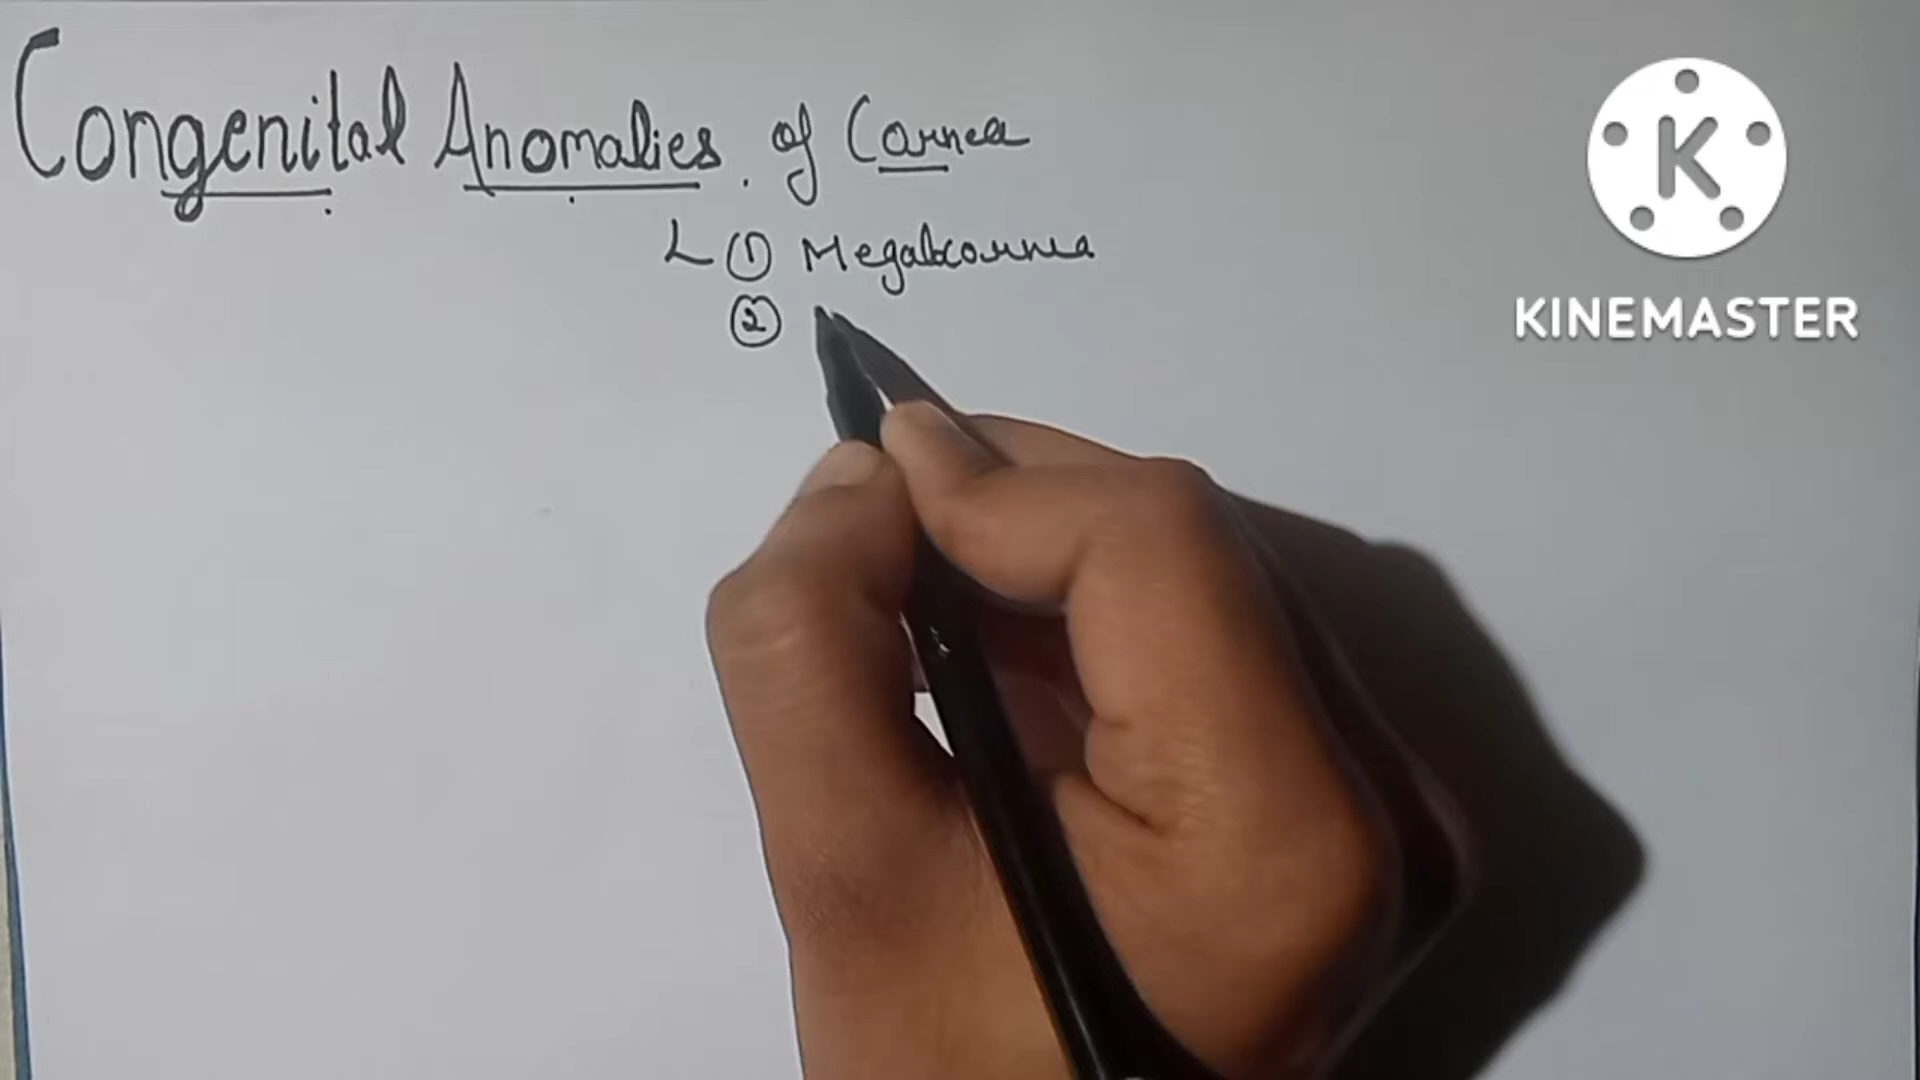 Congenital Anomalies of Cornea
① Megalocornea
②
K
KINEMASTER